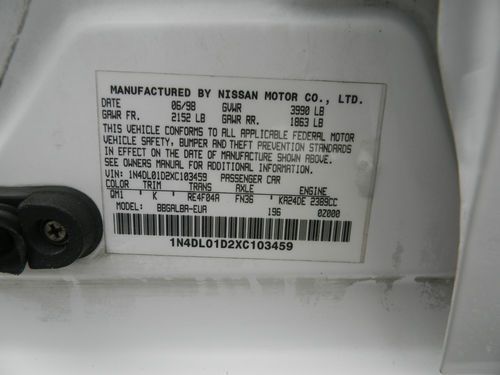 MANUFACTURED BY NISSAN MOTOR CO., LTD.
DATE 06/98 GVWR 3990 LB
GAWR FR. 2152 LB GAWR RR. 1863 LB
THIS VEHICLE CONFORMS TO ALL APPLICABLE FEDERAL MOTOR
VEHICLE SAFETY, BUMPER AND THEFT PREVENTION STANDARDS
IN EFFECT ON THE DATE OF MANUFACTURE SHOWN ABOVE.
SEE OWNERS MANUAL FOR ADDITIONAL INFORMATION
VIN: 1N4DL01D2XC103459 PASSENGER CAR
COLOR TRIM TRANS AXLE ENGINE
QM1 K RE4F04A FN36 KA24DE 2389CC
MODEL: BBGALBA-EUA 196 0Z000
1N4DL01D2XC103459